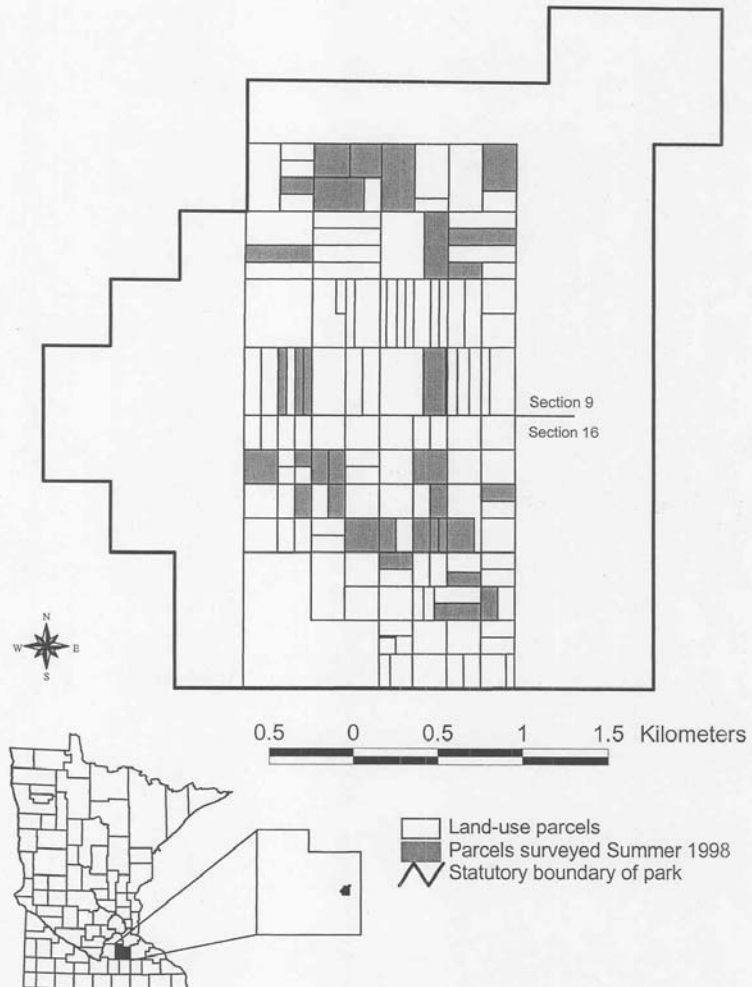 Section 9
Section 16
N
W E
S
0.5 0 0.5 1.5 Kilometers
Land-use parcels
Parcels surveyed Summer 1998
Statutory boundary of park